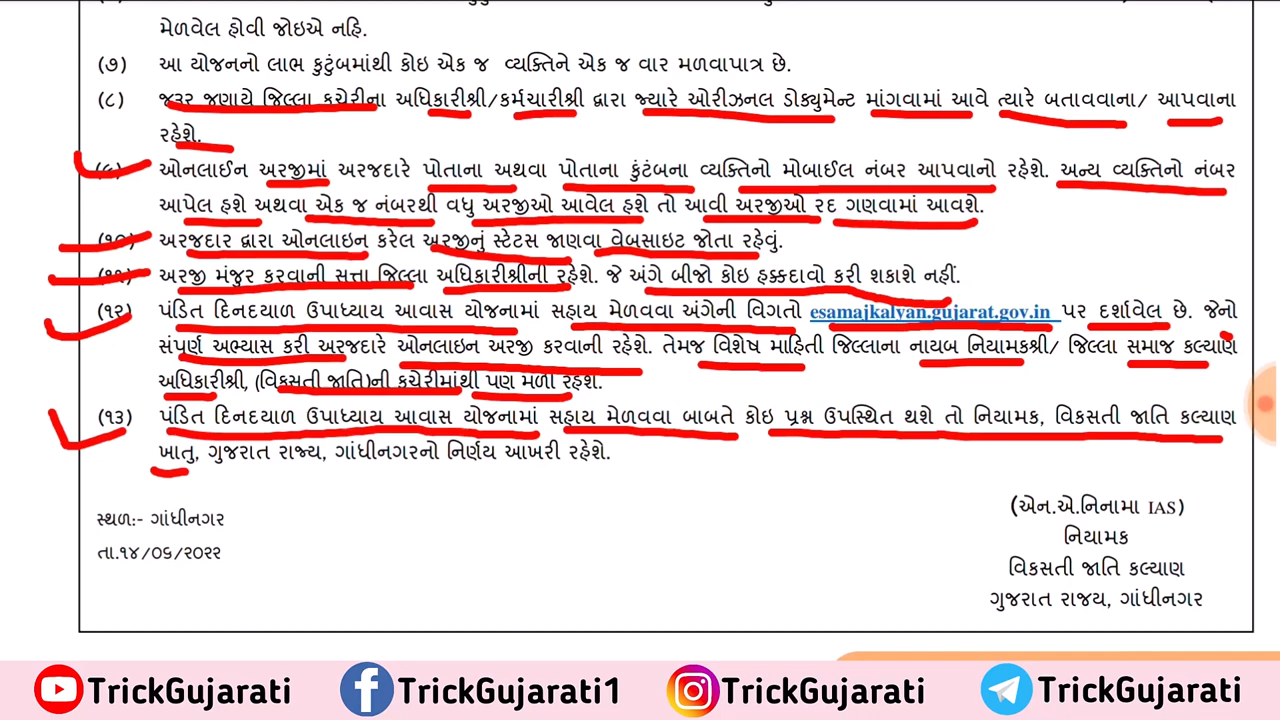 મેળવેલ હોવી જોઇએ નહિ.
(૭) આ યોજનનો લાભ કુટુંબમાંથી કોઇ એક જ વ્યક્તિને એક જ વાર મળવાપાત્ર છે.
(૮) જરૂર જણાયે જિલ્લા કચેરીના અધિકારીશ્રી/કર્મચારીશ્રી દ્વારા જ્યારે ઓરીઝનલ ડોક્યુમેન્ટ માંગવામાં આવે ત્યારે બતાવવાના/ આપવાના
રહેશે.
(૯) ઓનલાઈન અરજીમાં અરજદારે પોતાના અથવા પોતાના કુંટંબના વ્યક્તિનો મોબાઈલ નંબર આપવાનો રહેશે. અન્ય વ્યક્તિનો નંબર
આપેલ હશે અથવા એક જ નંબરથી વધુ અરજીઓ આવેલ હશે તો આવી અરજીઓ રદ ગણવામાં આવશે.
(૧૦) અરજદાર દ્વારા ઓનલાઇન કરેલ અરજીનું સ્ટેટસ જાણવા વેબસાઇટ જોતા રહેવું.
(૧૧) અરજી મંજુર કરવાની સત્તા જિલ્લા અધિકારીશ્રીની રહેશે. જે અંગે બીજો કોઇ હક્કદાવો કરી શકાશે નહીં.
(૧૨) પંડિત દિનદયાળ ઉપાધ્યાય આવાસ યોજનામાં સહાય મેળવવા અંગેની વિગતો esamajkalyan.gujarat.gov.in પર દર્શાવેલ છે. જેનો
સંપુર્ણ અભ્યાસ કરી અરજદારે ઓનલાઇન અરજી કરવાની રહેશે. તેમજ વિશેષ માહિતી જિલ્લાના નાયબ નિયામકશ્રી/ જિલ્લા સમાજ કલ્યાણ
અધિકારીશ્રી, (વિકસતી જાતિ)ની કચેરીમાંથી પણ મળી રહેશે.
(૧૩) પંડિત દિનદયાળ ઉપાધ્યાય આવાસ યોજનામાં સહાય મેળવવા બાબતે કોઇ પ્રશ્ન ઉપસ્થિત થશે તો નિયામક, વિકસતી જાતિ કલ્યાણ
ખાતુ, ગુજરાત રાજ્ય, ગાંધીનગરનો નિર્ણય આખરી રહેશે.
(એન.એ.નિનામા IAS)
સ્થળ:- ગાંધીનગર
નિયામક
તા.૧૪/૦૬/૨૦૨૨
વિકસતી જાતિ કલ્યાણ
ગુજરાત રાજય, ગાંધીનગર
TrickGujarati TrickGujarati1 TrickGujarati TrickGujarati